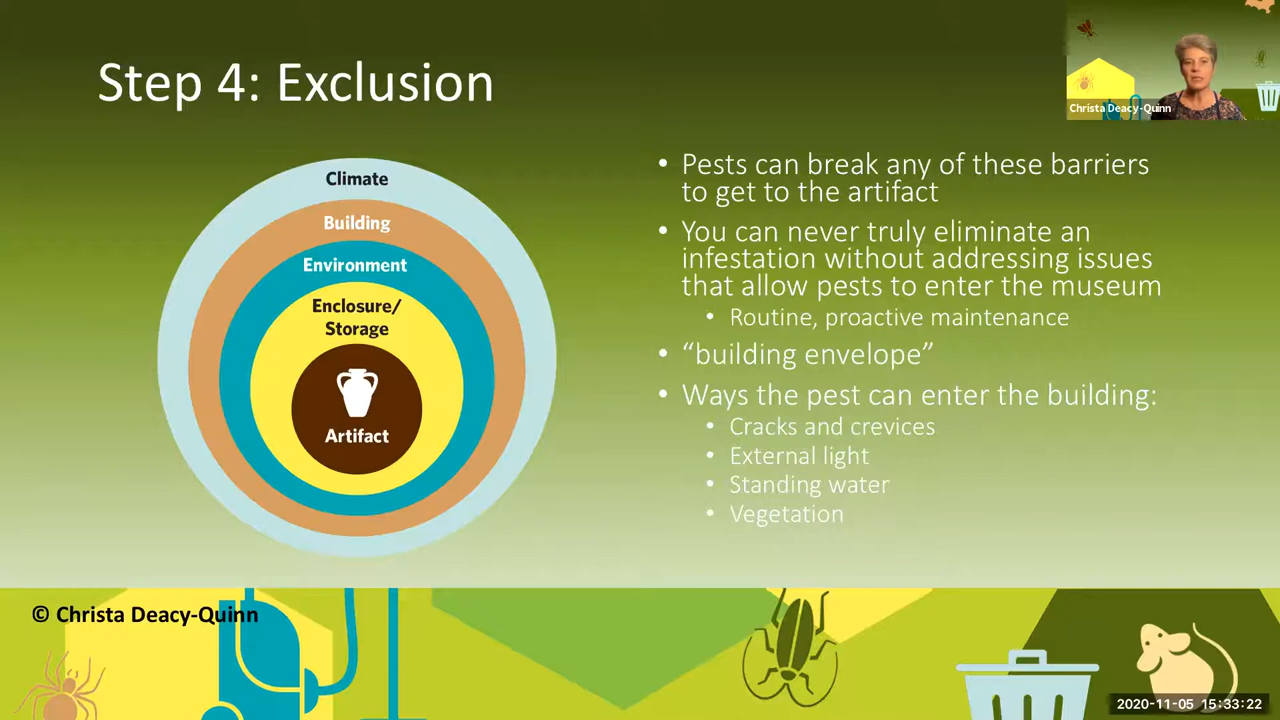 Step 4: Exclusion
Christa Deacy-Quinn
Climate
Building
Environment
Enclosure/
Storage
Artifact
• Pests can break any of these barriers
to get to the artifact
• You can never truly eliminate an
infestation without addressing issues
that allow pests to enter the museum
• Routine, proactive maintenance
• “building envelope”
• Ways the pest can enter the building:
• Cracks and crevices
• External light
• Standing water
• Vegetation
© Christa Deacy-Quinn
2020-11-05 15:33:22